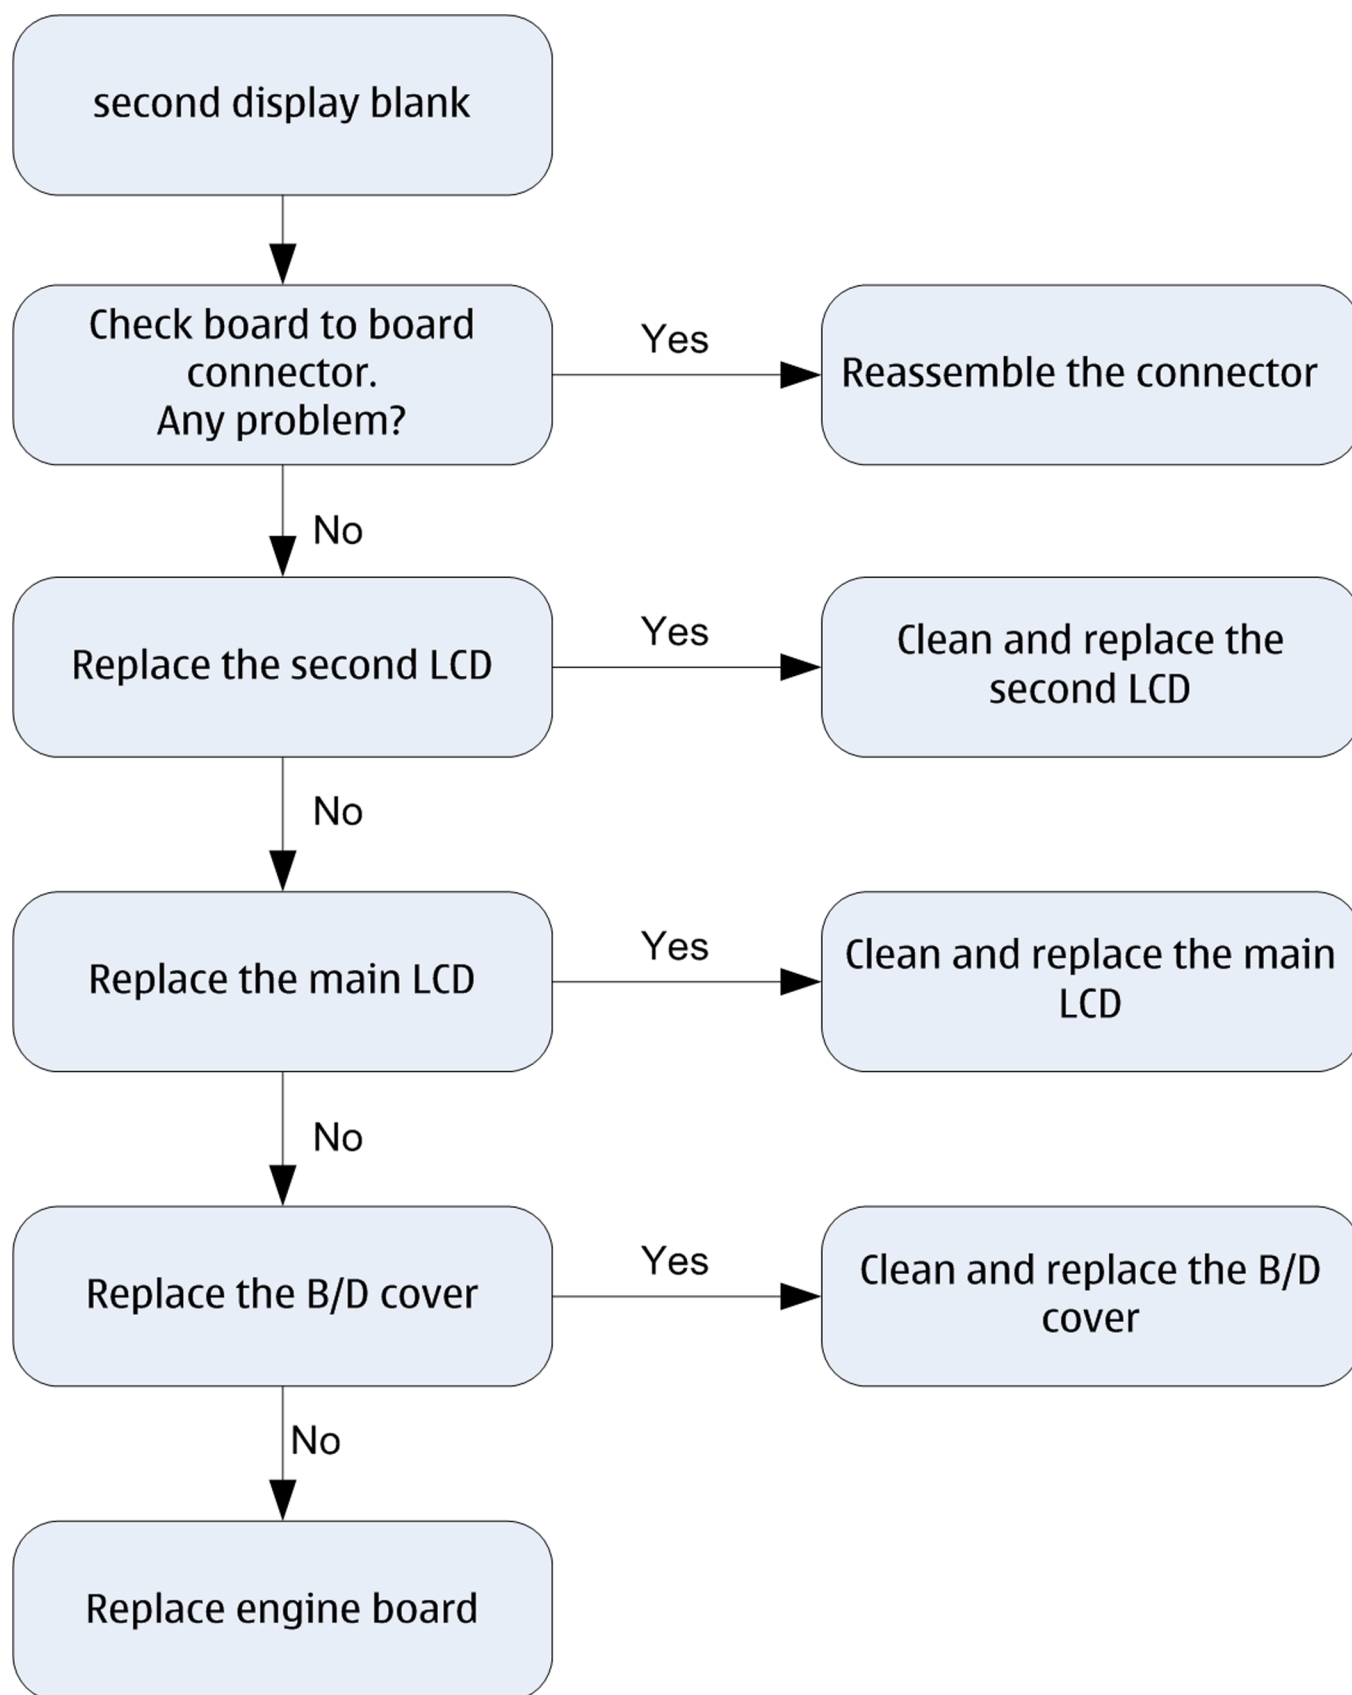 second display blank
Check board to board
connector.
Any problem?
Yes
Reassemble the connector
No
Replace the second LCD
Yes
Clean and replace the
second LCD
No
Replace the main LCD
Yes
Clean and replace the main
LCD
No
Replace the B/D cover
Yes
Clean and replace the B/D
cover
No
Replace engine board